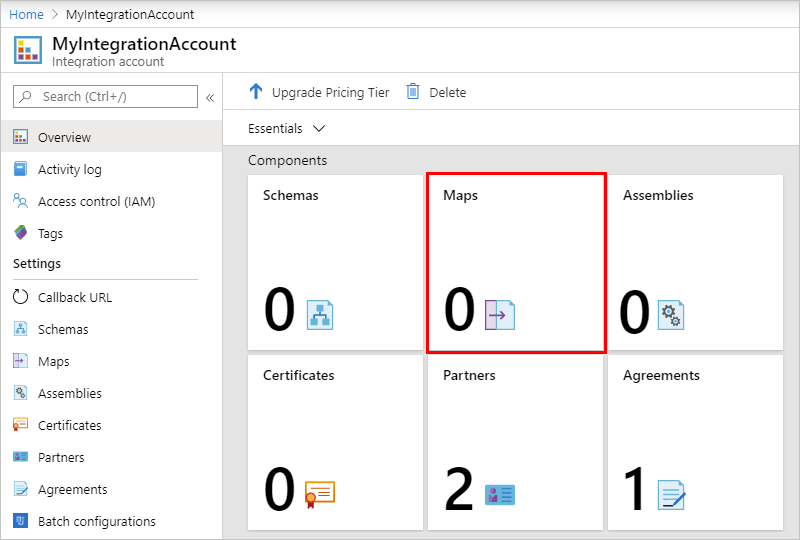 Home > MyIntegrationAccount
MyIntegrationAccount
Integration account
Search (Ctrl+/)
«
Overview
Activity log
Access control (IAM)
Tags
Settings
Callback URL
Schemas
Maps
Assemblies
Certificates
Partners
Agreements
Batch configurations
Upgrade Pricing Tier
Delete
Essentials
Components
Schemas
0
Maps
0
Assemblies
0
Certificates
0
Partners
2
Agreements
1